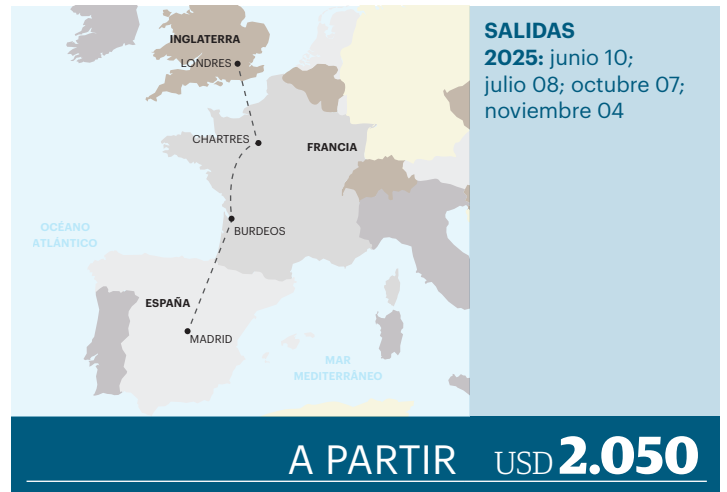 INGLATERRA
LONDRES
CHARTRES
FRANCIA
OCÉANO
ATLÁNTICO
BURDEOS
ESPAÑA
MADRID
MAR
MEDITERRÁNEO
SALIDAS
2025: junio 10;
julio 08; octubre 07;
noviembre 04
A PARTIR USD 2.050